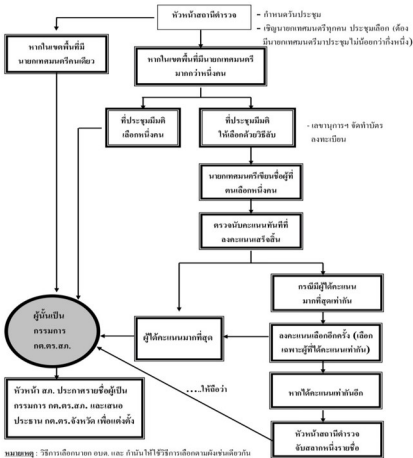 หัวหน้าสถานีตำรวจ
- กำหนดวันประชุม
- เชิญนายกเทศมนตรีทุกคน ประชุมเลือก (ต้อง
มีนายกเทศมนตรีมาประชุมไม่น้อยกว่ากึ่งหนึ่ง)
หากในเขตพื้นที่มี
นายกเทศมนตรีคนเดียว
หากในเขตพื้นที่มีนายกเทศมนตรี
มากกว่าหนึ่งคน
ที่ประชุมมีมติ
เลือกหนึ่งคน
ที่ประชุมมีมติ
ให้เลือกด้วยวิธีลับ
- เลขานุการฯ จัดทำบัตร
ลงทะเบียน
นายกเทศมนตรีเขียนชื่อผู้ที่
ตนเลือกหนึ่งคน
ตรวจนับคะแนนทันทีที่
ลงคะแนนเสร็จสิ้น
กรณีมีผู้ได้คะแนน
มากที่สุดเท่ากัน
ผู้นั้นเป็น
กรรมการ
กต.ตร.สภ.
ผู้ได้คะแนนมากที่สุด
ลงคะแนนเลือกอีกครั้ง (เลือก
เฉพาะผู้ที่ได้คะแนนเท่ากัน)
หัวหน้า สภ. ประกาศรายชื่อผู้เป็น
กรรมการ กต.ตร.สภ. และเสนอ
ประธาน กต.ตร.จังหวัด เพื่อแต่งตั้ง
.....ให้ถือว่า
หากได้คะแนนเท่ากันอีก
หัวหน้าสถานีตำรวจ
จับสลากหนึ่งรายชื่อ
หมายเหตุ : วิธีการเลือกนายก อบต. และ กำนันให้ใช้วิธีการเลือกตามผังเช่นเดียวกัน